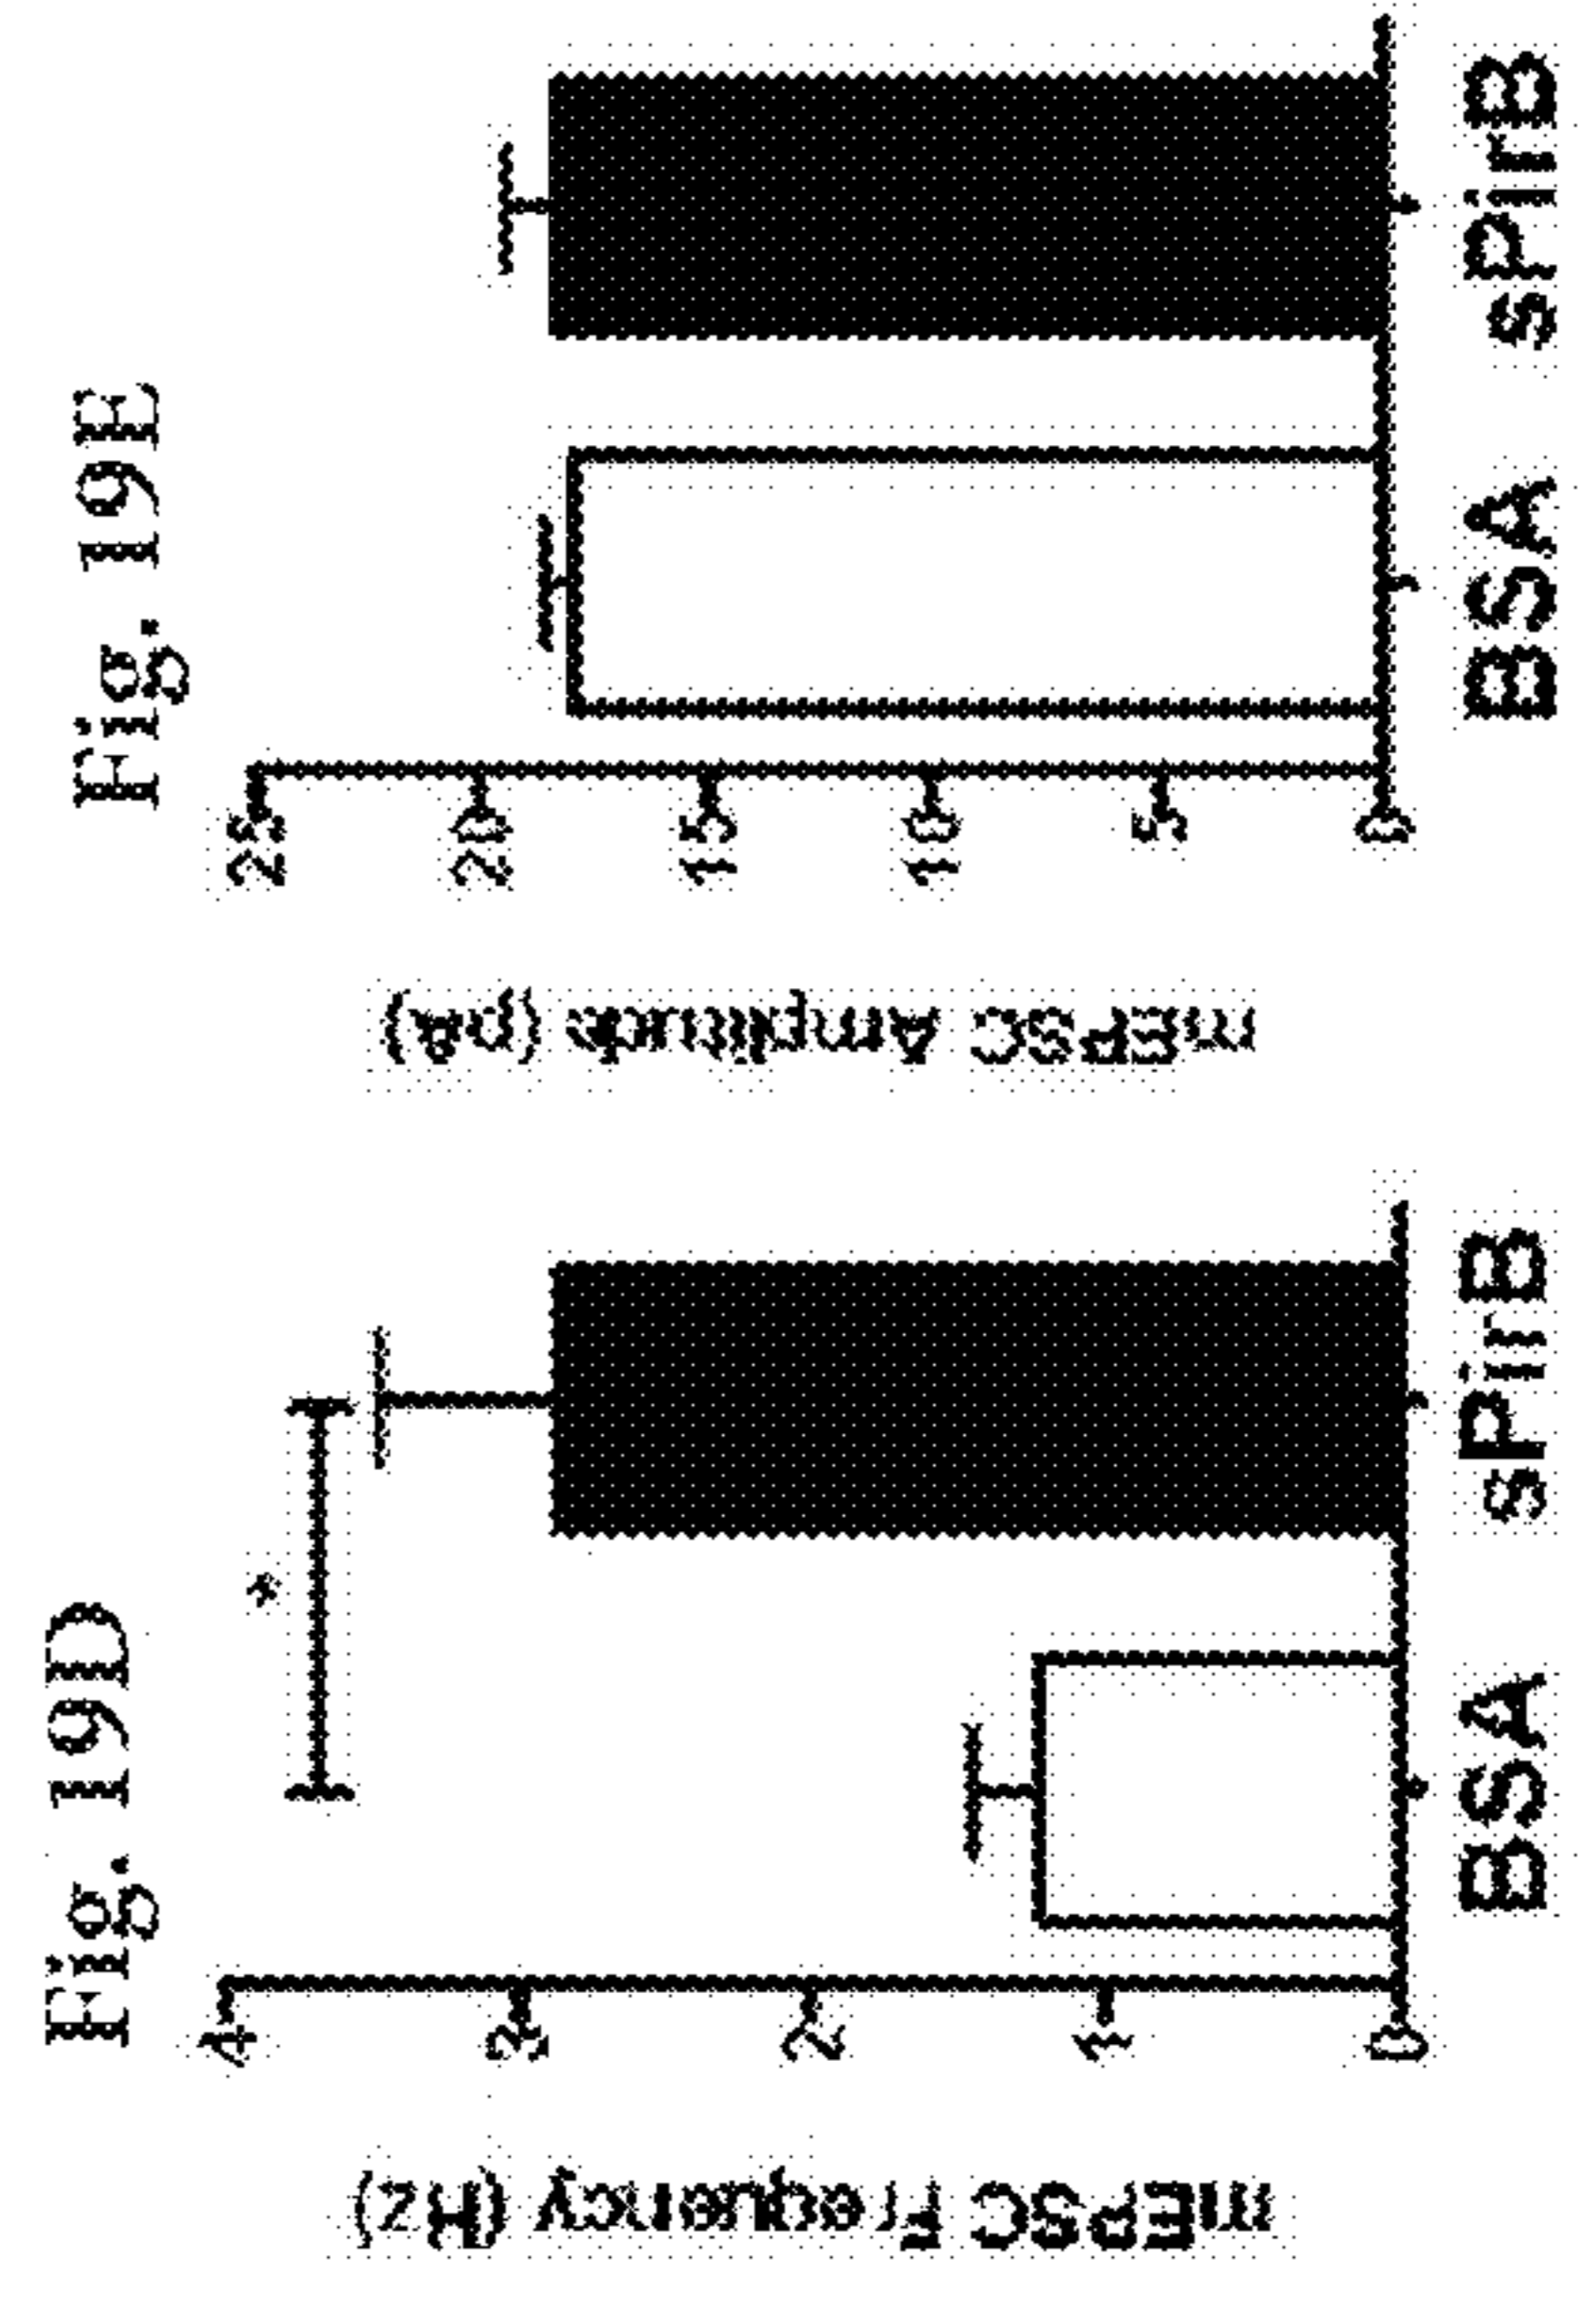 Fig. 19D
mEPSC Frequency (Hz)
4
3
2
1
0
*
BSA
sPirB
Fig. 19E
mEPSC Amplitude (pA)
25
20
15
10
5
0
BSA
sPirB